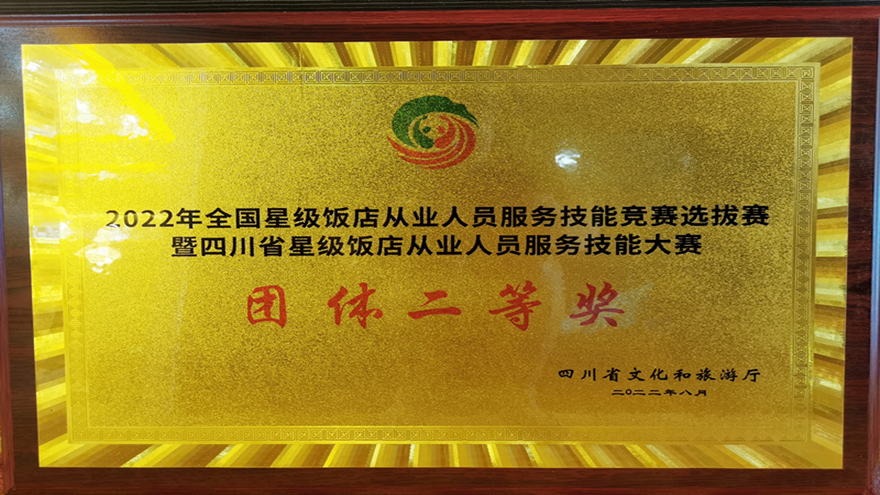 2022年全国星级饭店从业人员服务技能竞赛选拔赛
暨四川省星级饭店从业人员服务技能大赛
团体二等奖
四川省文化和旅游厅
二〇二二年八月